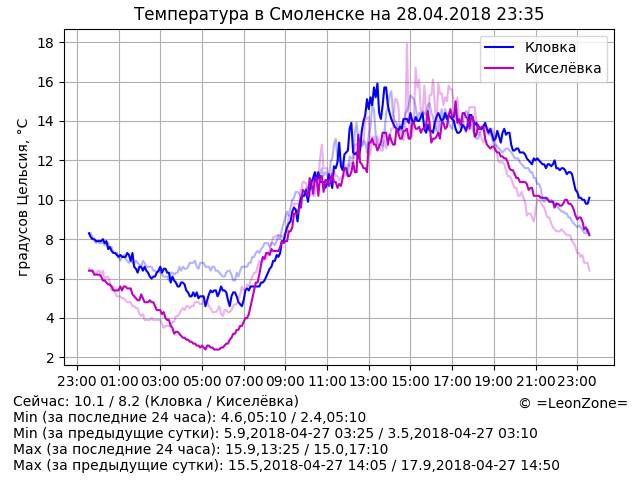 Температура в Смоленске на 28.04.2018 23:35
Кловка
Киселёвка
градусов Цельсия, °C
18
16
14
12
10
8
6
4
2
23:00 01:00 03:00 05:00 07:00 09:00 11:00 13:00 15:00 17:00 19:00 21:00 23:00
Сейчас: 10.1 / 8.2 (Кловка / Киселёвка)
© =LeonZone=
Min (за последние 24 часа): 4.6,05:10 / 2.4,05:10
Min (за предыдущие сутки): 5.9,2018-04-27 03:25 / 3.5,2018-04-27 03:10
Max (за последние 24 часа): 15.9,13:25 / 15.0,17:10
Max (за предыдущие сутки): 15.5,2018-04-27 14:05 / 17.9,2018-04-27 14:50